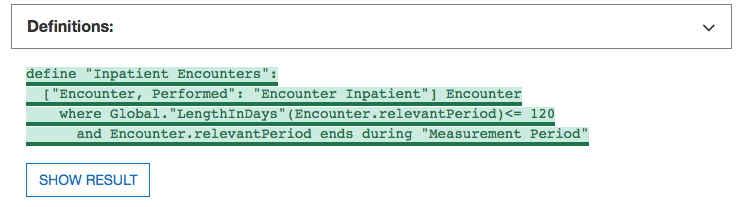 Definitions:
define "Inpatient Encounters":
  ["Encounter, Performed": "Encounter Inpatient"] Encounter
    where Global."LengthInDays"(Encounter.relevantPeriod)<= 120
      and Encounter.relevantPeriod ends during "Measurement Period"
SHOW RESULT